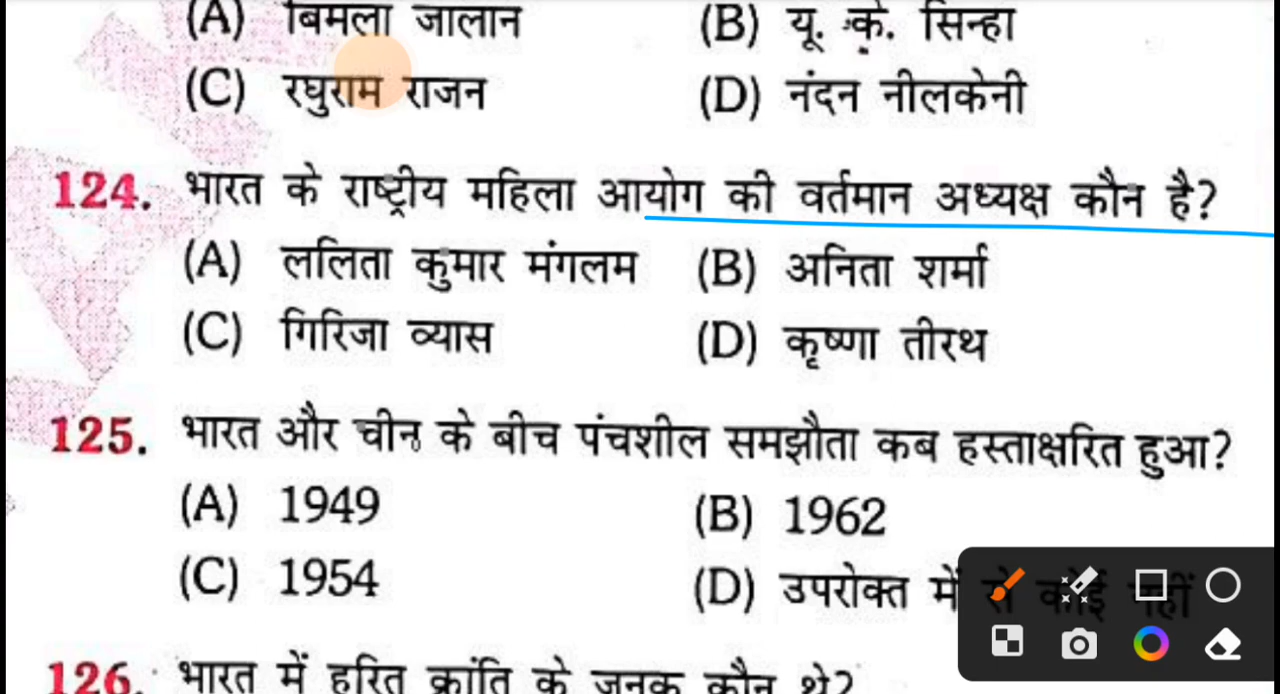 (A) बिमला जालान (B) यू. के. सिन्हा
(C) रघुराम राजन (D) नंदन नीलकेनी
124. भारत के राष्ट्रीय महिला आयोग की वर्तमान अध्यक्ष कौन है?
(A) ललिता कुमार मंगलम (B) अनिता शर्मा
(C) गिरिजा व्यास (D) कृष्णा तीरथ
125. भारत और चीन के बीच पंचशील समझौता कब हस्ताक्षरित हुआ?
(A) 1949 (B) 1962
(C) 1954 (D) उपरोक्त में से कोई नहीं
126. भारत में हरित क्रांति के जनक कौन थे?